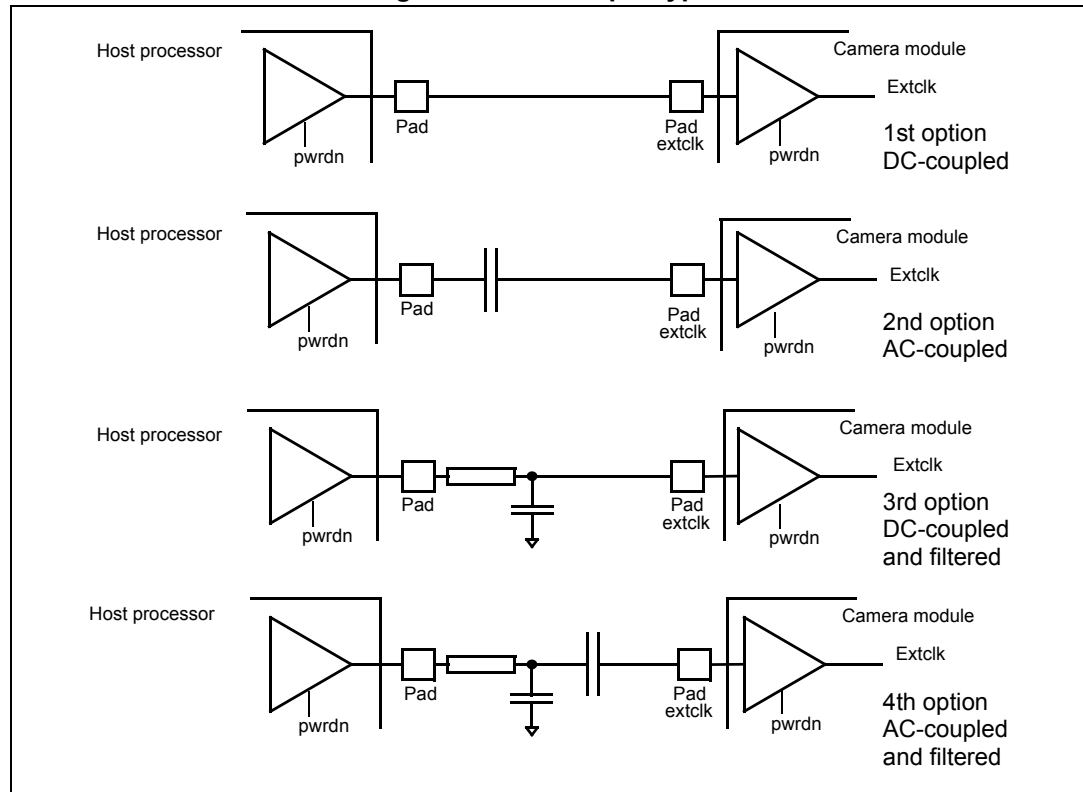 Host processor
Camera module
Extclk
Pad
Pad
extclk
pwrdn
pwrdn
1st option
DC-coupled
Host processor
Camera module
Extclk
Pad
Pad
extclk
pwrdn
pwrdn
2nd option
AC-coupled
Host processor
Camera module
Extclk
Pad
Pad
extclk
pwrdn
pwrdn
3rd option
DC-coupled
and filtered
Host processor
Camera module
Extclk
Pad
Pad
extclk
pwrdn
pwrdn
4th option
AC-coupled
and filtered